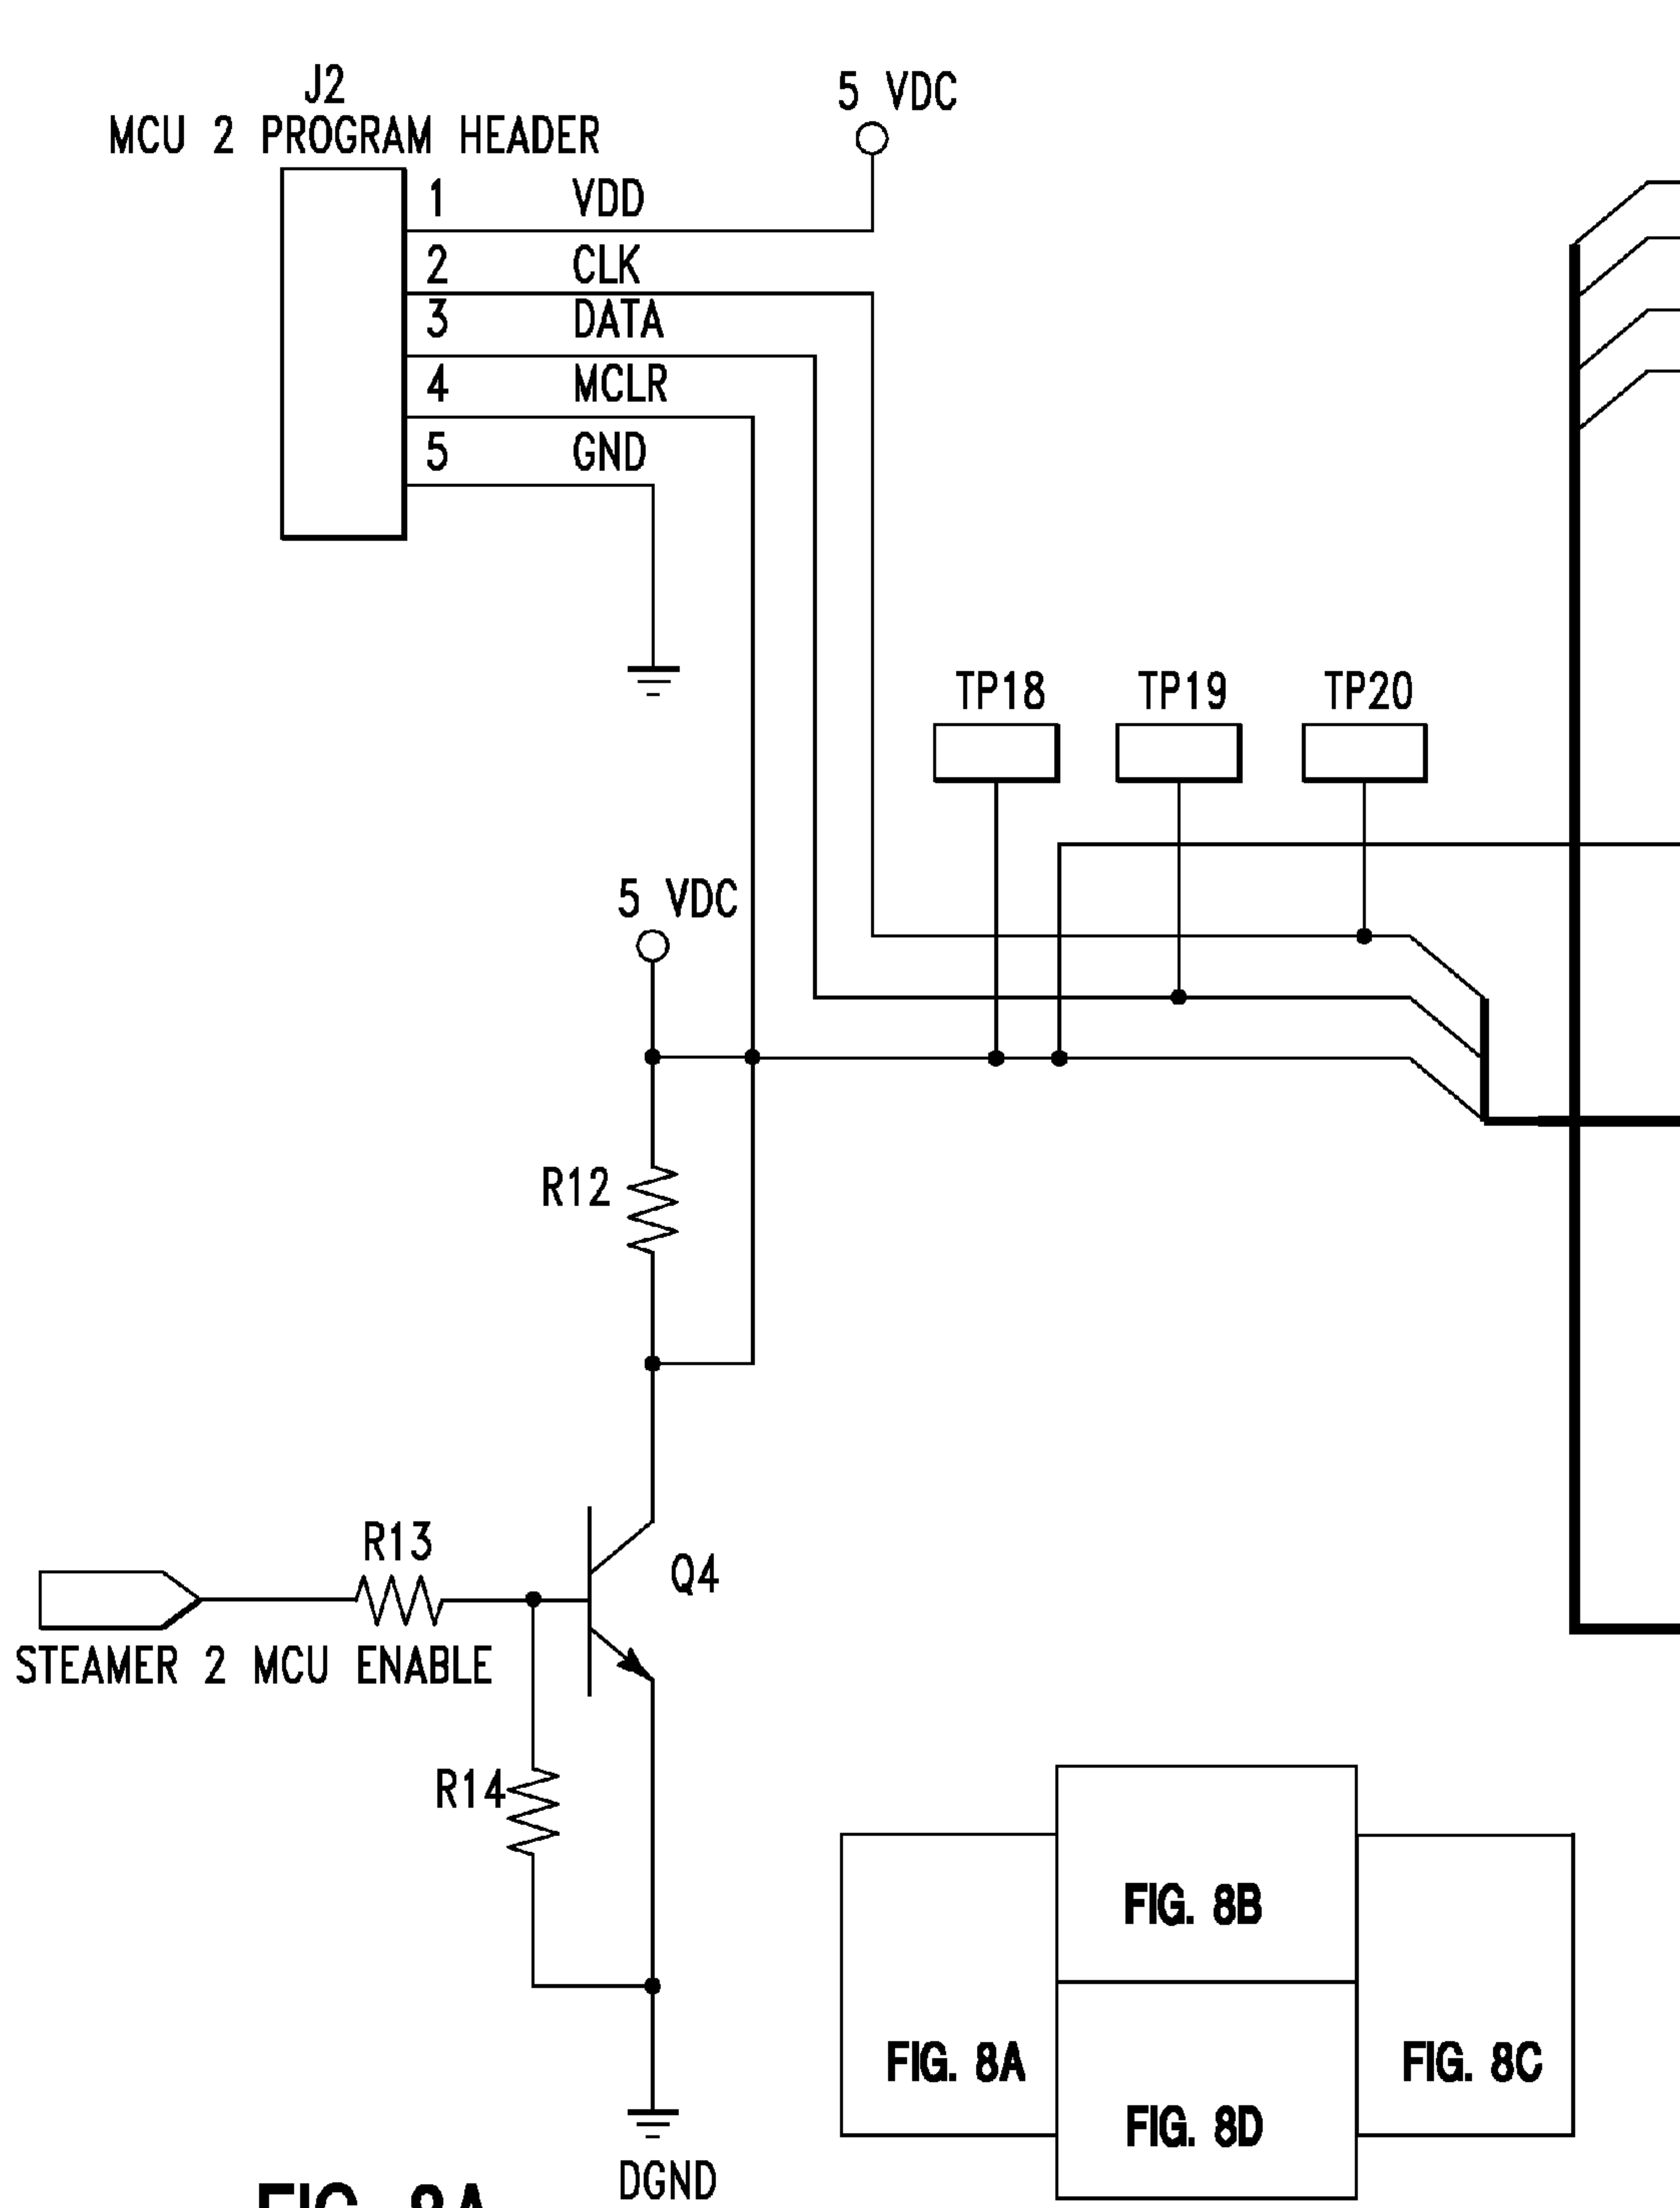 J2
MCU 2 PROGRAM HEADER
5 VDC
1 VDD
2 CLK
3 DATA
4 MCLR
5 GND
TP18 TP19 TP20
5 VDC
R12
R13
Q4
STEAMER 2 MCU ENABLE
R14
FIG. 8B
FIG. 8A
FIG. 8C
FIG. 8D
DGND
FIG. 8A